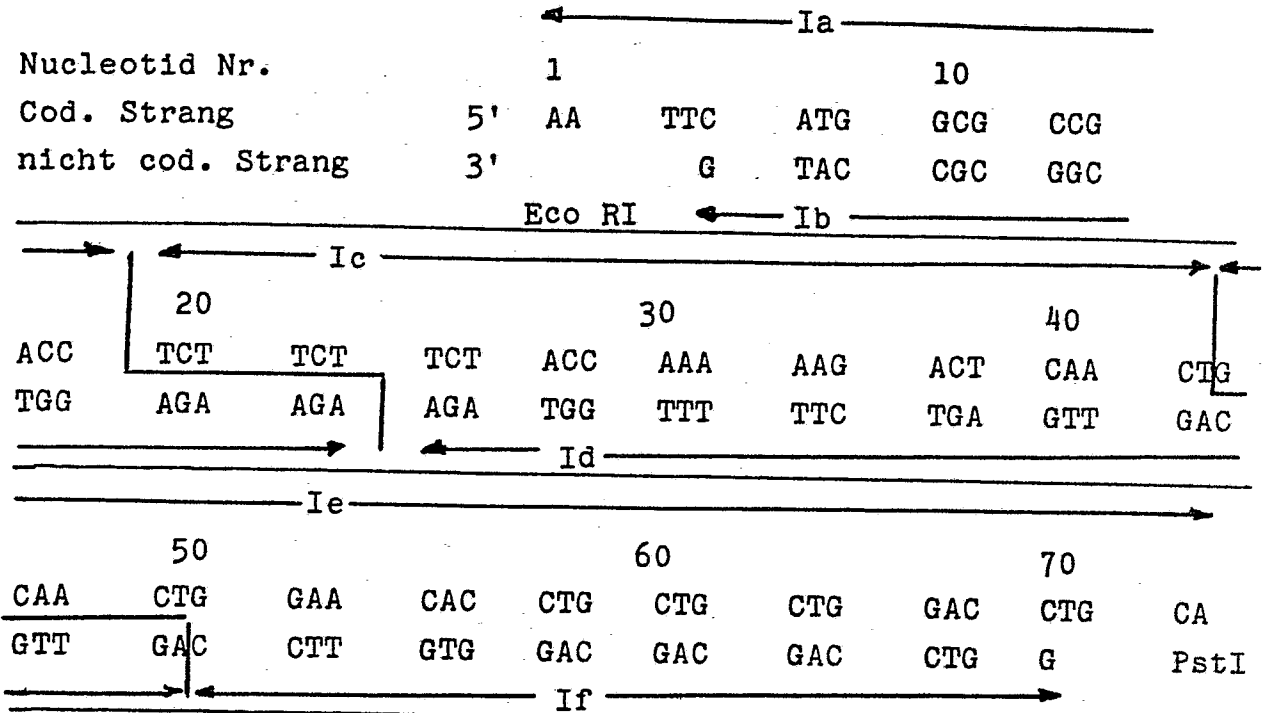 Ia
Nucleotid Nr. 1 10
Cod. Strang 5' AA TTC ATG GCG CCG
nicht cod. Strang 3' G TAC CGC GGC
Eco RI Ib
Ic
20 30 40
ACC TCT TCT TCT ACC AAA AAG ACT CAA CTG
TGG AGA AGA AGA TGG TTT TTC TGA GTT GAC
Id
Ie
50 60 70
CAA CTG GAA CAC CTG CTG CTG GAC CTG CA
GTT GAC CTT GTG GAC GAC GAC CTG G PstI
If